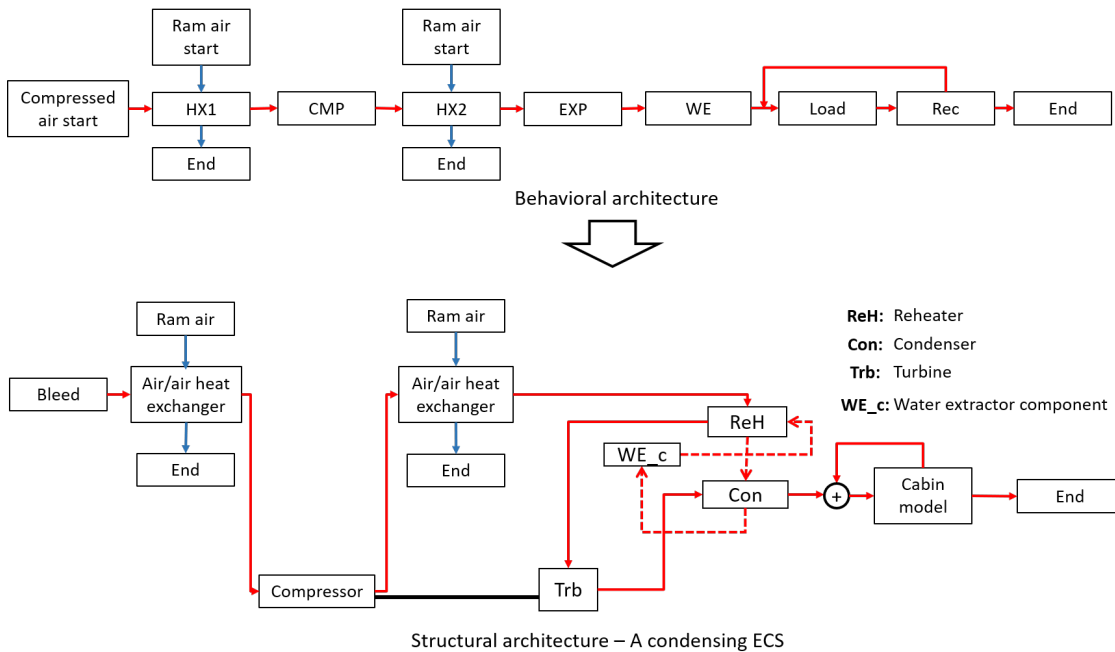 Ram air
start
Ram air
start
Compressed
air start
HX1
CMP
HX2
EXP
WE
Load
Rec
End
End
End
Behavioral architecture
Ram air
Ram air
ReH: Reheater
Con: Condenser
Trb: Turbine
WE_c: Water extractor component
Bleed
Air/air heat
exchanger
Air/air heat
exchanger
ReH
WE_c
End
End
Con
+
Cabin
model
End
Compressor
Trb
Structural architecture – A condensing ECS